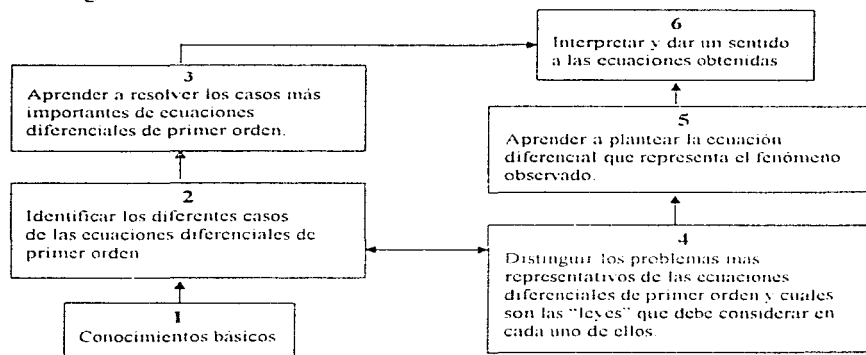 6
Interpretar y dar un sentido
a las ecuaciones obtenidas
3
Aprender a resolver los casos más
importantes de ecuaciones
diferenciales de primer orden.
5
Aprender a plantear la ecuación
diferencial que representa el fenómeno
observado.
2
Identificar los diferentes casos
de las ecuaciones diferenciales de
primer orden
4
Distinguir los problemas mas
representativos de las ecuaciones
diferenciales de primer orden y cuales
son las "leyes" que debe considerar en
cada uno de ellos.
1
Conocimientos básicos